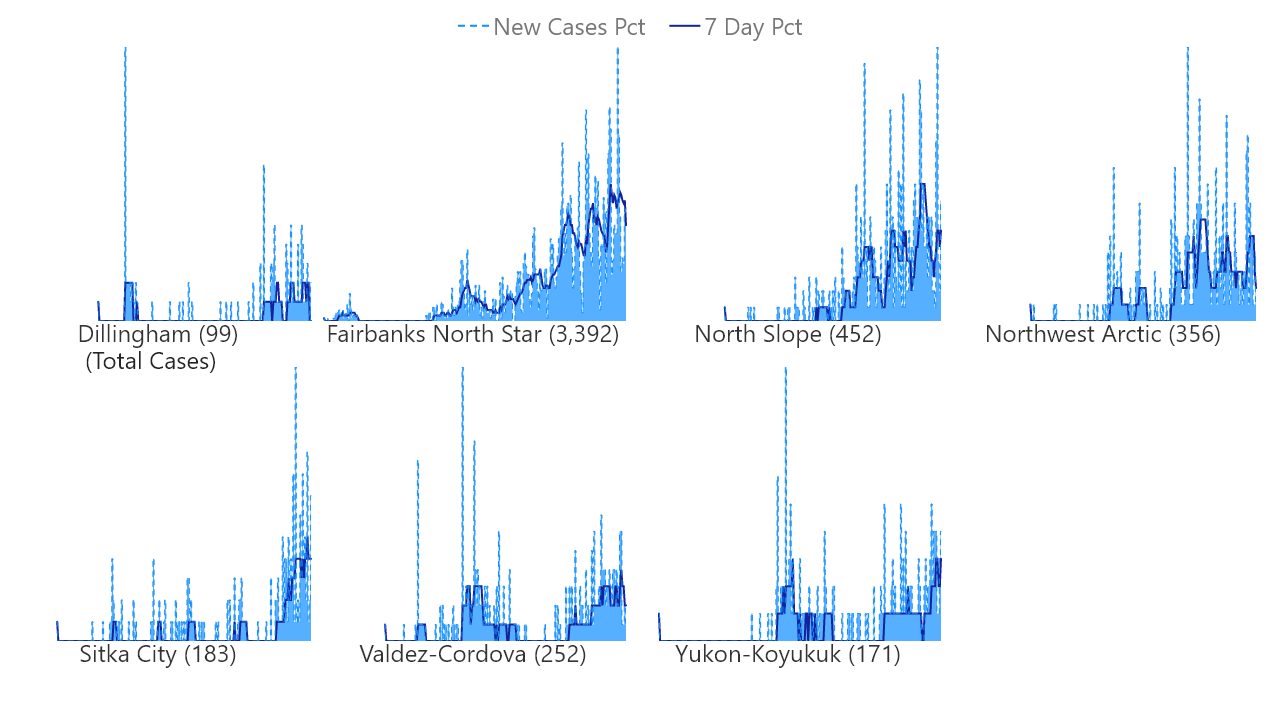 New Cases Pct 7 Day Pct
Dillingham (99) Fairbanks North Star (3,392) North Slope (452) Northwest Arctic (356)
(Total Cases)
Sitka City (183) Valdez-Cordova (252) Yukon-Koyukuk (171)